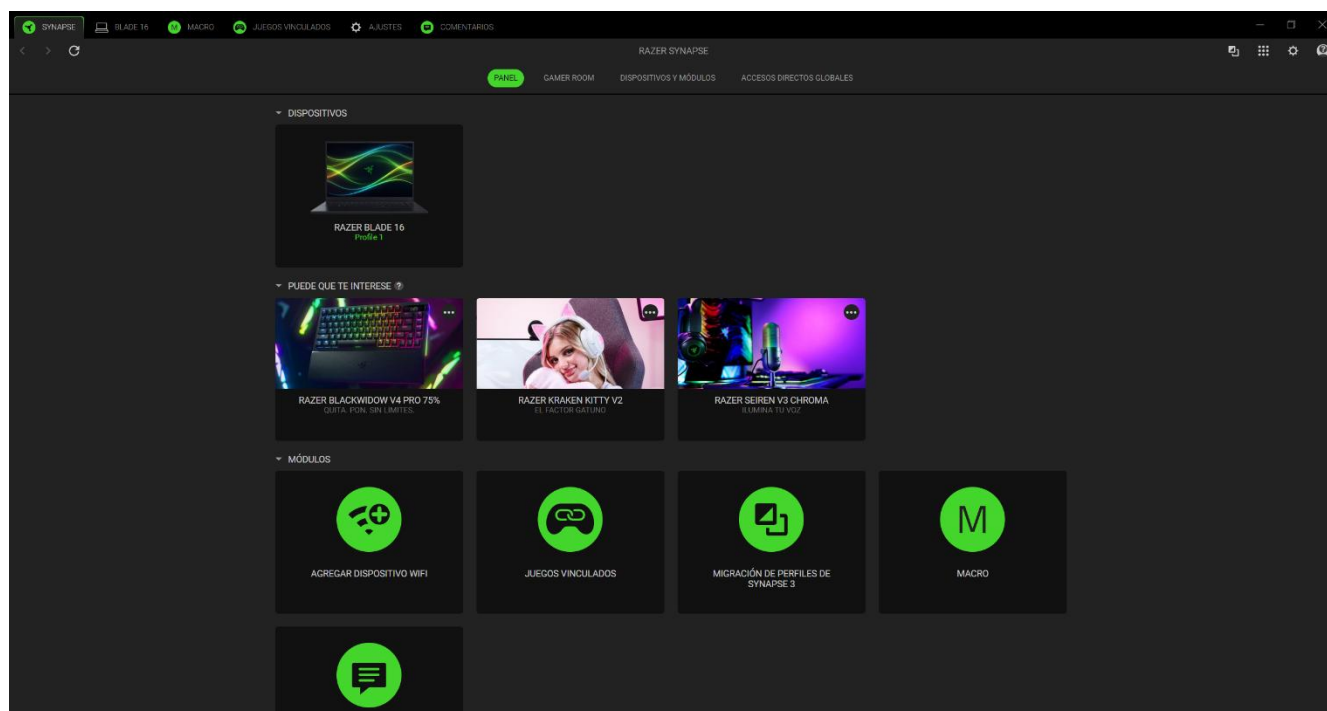 SYNAPSE
BLADE 16
M MACRO
JUEGOS VINCULADOS
AJUSTES
COMENTARIOS
RAZER SYNAPSE
PANEL
GAMER ROOM
DISPOSITIVOS Y MÓDULOS
ACCESOS DIRECTOS GLOBALES
DISPOSITIVOS
RAZER BLADE 16
Profile 1
PUEDE QUE TE INTERESE ?
RAZER BLACKWIDOW V4 PRO 75%
QUITA. PON. SIN LIMITES.
RAZER KRAKEN KITTY V2
EL FACTOR GATUNO
RAZER SEIREN V3 CHROMA
ILUMINA TU VOZ
MÓDULOS
AGREGAR DISPOSITIVO WIFI
JUEGOS VINCULADOS
MIGRACIÓN DE PERFILES DE
SYNAPSE 3
M
MACRO